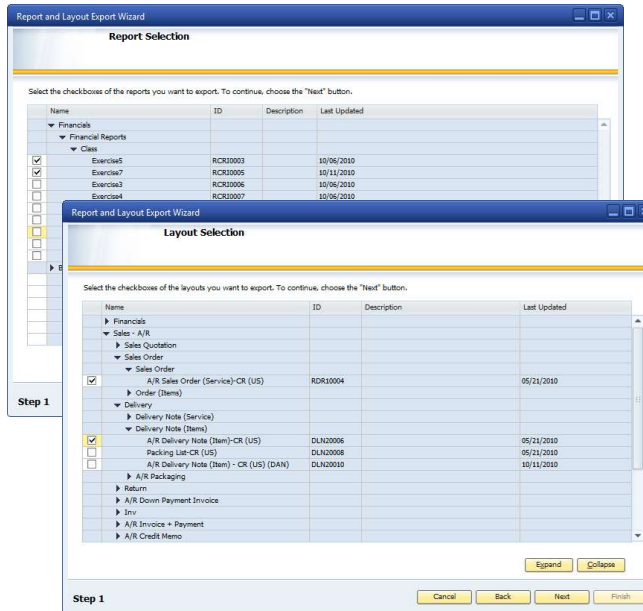 Report and Layout Export Wizard
Report Selection
Select the checkboxes of the reports you want to export. To continue, choose the "Next" button.
Name ID Description Last Updated
Financials
Financial Reports
Class
Exercise5 RCRI0003 10/06/2010
Exercise7 RCRI0005 10/11/2010
Exercise3 RCRI0006 10/06/2010
Exercise4 RCRI0007 10/06/2010
Step 1
Report and Layout Export Wizard
Layout Selection
Select the checkboxes of the layouts you want to export. To continue, choose the "Next" button.
Name ID Description Last Updated
Financials
Sales - A/R
Sales Quotation
Sales Order
Sales Order
A/R Sales Order (Service)-CR (US) RDR10004 05/21/2010
Order (Items)
Delivery
Delivery Note (Service)
Delivery Note (Items)
A/R Delivery Note (Item)-CR (US) DLN20006 05/21/2010
Packing List-CR (US) DLN20008 05/21/2010
A/R Delivery Note (Item) - CR (US) (DAN) DLN20010 10/11/2010
A/R Packaging
Return
A/R Down Payment Invoice
Inv
A/R Invoice + Payment
A/R Credit Memo
Expand Collapse
Step 1 Cancel Back Next Finish